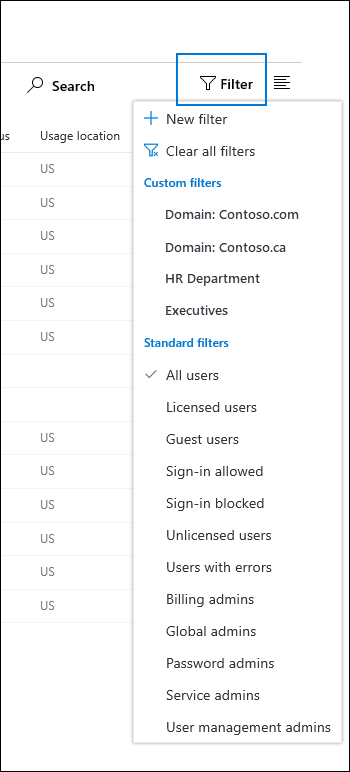 Search
Filter
us
Usage location
US
US
US
US
US
US
US
US
US
US
US
US
New filter
Clear all filters
Custom filters
Domain: Contoso.com
Domain: Contoso.ca
HR Department
Executives
Standard filters
All users
Licensed users
Guest users
Sign-in allowed
Sign-in blocked
Unlicensed users
Users with errors
Billing admins
Global admins
Password admins
Service admins
User management admins